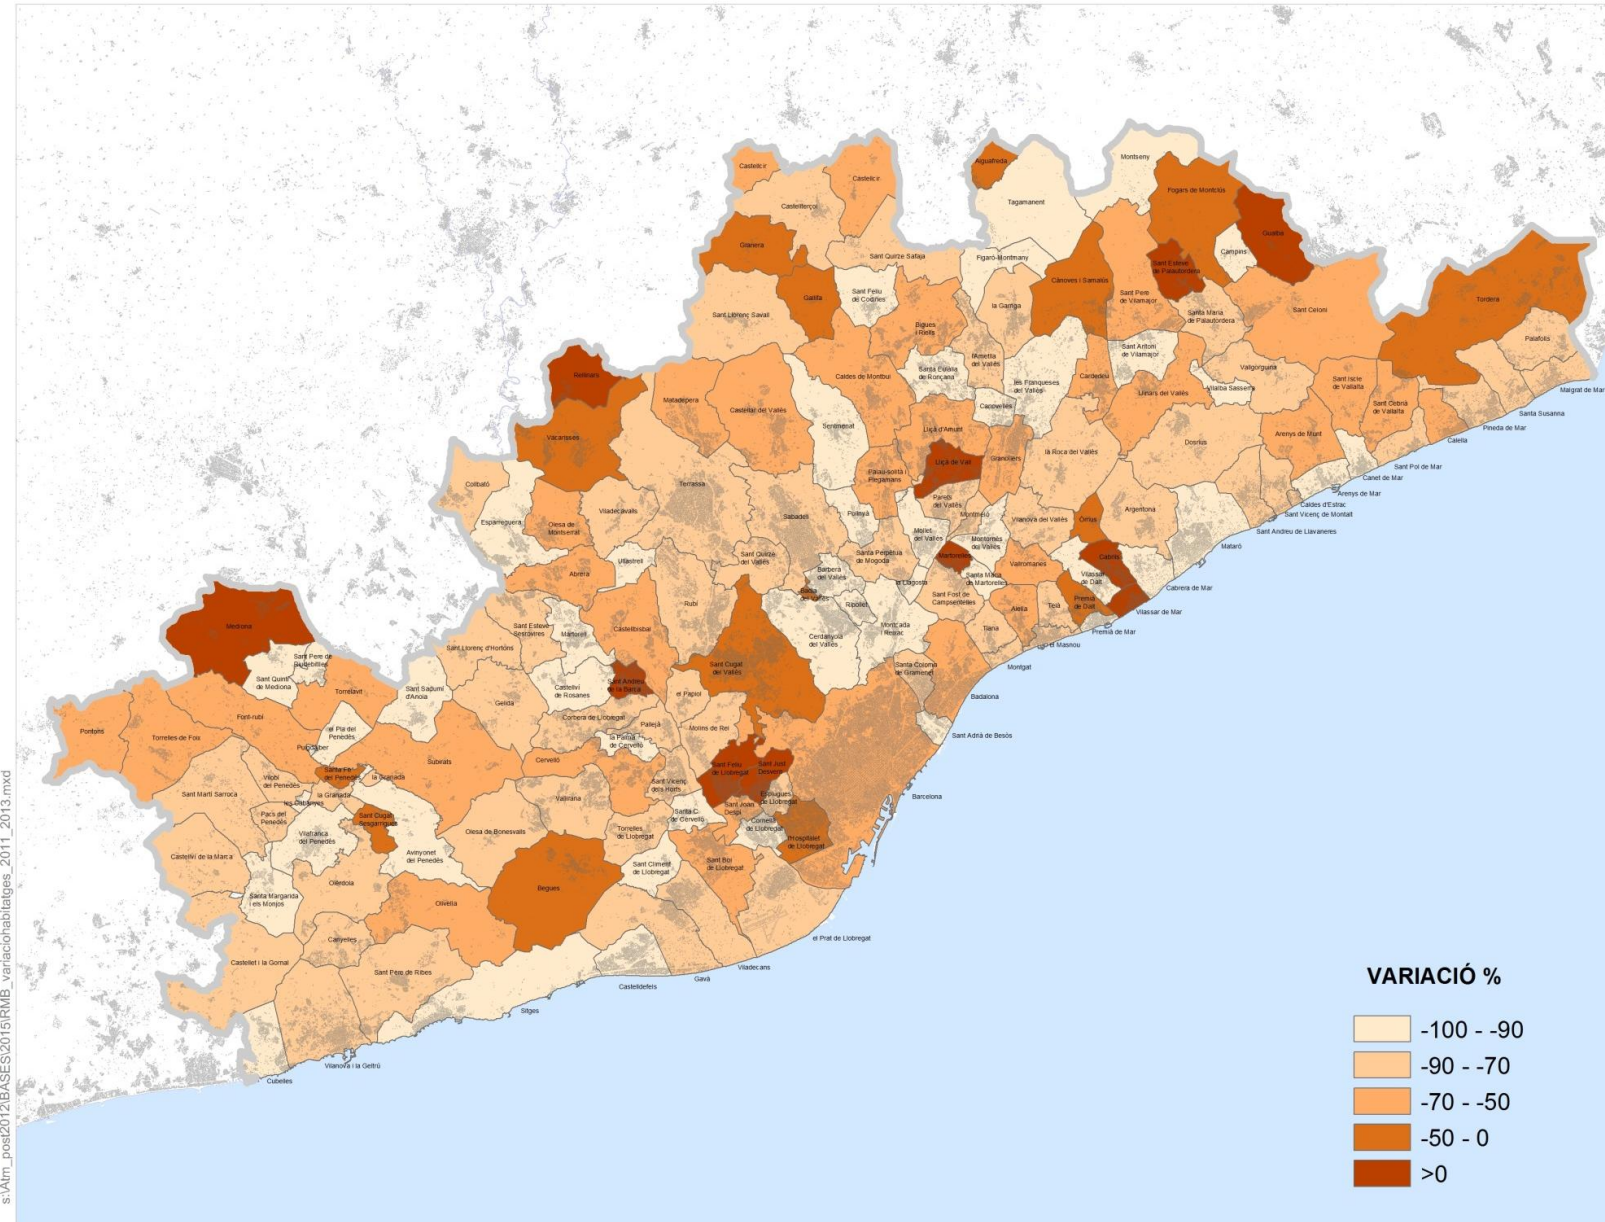 Montseny
Castellcir
Aiguafreda
Castellcir
Fogars de Montclús
Tagamanent
Castellterçol
Gualba
Granera
Campins
Sant Quirze Safaja
Figaró-Montmany
Sant Esteve
de Palautordera
Cànoves i Samalús
Sant Feliu
de Codines
Gallifa
Sant Pere
de Vilamajor
la Garriga
Tordera
Sant Llorenç Savall
Santa Maria
de Palautordera
Sant Celoni
Bigues
i Riells
Palafolls
Sant Antoni
de Vilamajor
l'Ametlla
del Vallès
Valgorguina
Rellinars
Santa Eulàlia
de Ronçana
Caldes de Montbui
Cardedeu
les Franqueses
del Vallès
Sant Iscle
de Vallalta
Vilalba Sasserra
Malgrat de Mar
Llinars del Vallès
Matadepera
Castellar del Vallès
Canovelles
Sant Cebrià
de Vallalta
Santa Susanna
Sentmenat
Pineda de Mar
Lliçà d'Amunt
Arenys de Munt
Vacarisses
Calella
Dosrius
la Roca del Vallès
Granollers
Lliçà de Vall
Sant Pol de Mar
Palau-solità i
Plegamans
Canet de Mar
Collbató
Terrassa
Arenys de Mar
Parets
del Vallès
Caldes d'Estrac
Viladecavalls
Argentona
Sant Vicenç de Montalt
Polinyà
Sabadell
Montmeló
Esparreguera
Vilanova del Vallès
Òrrius
Olesa de
Montserrat
Sant Andreu de Llavaneres
Mollet
del Vallès
Montornès
del Vallès
Mataró
Sant Quirze
del Vallès
Santa Perpètua
de Mogoda
Martorelles
Cabrils
Ullastrell
Vallromanes
Abrera
Barberà
del Vallès
Santa Maria
de Martorelles
Vilassar
de Dalt
la Llagosta
Cabrera de Mar
Badia
del Vallès
Sant Fost de
Campsentelles
Rubí
Ripollet
Premià
de Dalt
Teià
Alella
Vilassar de Mar
Mediona
Sant Esteve
Sesrovires
Castellbisbal
Montcada
i Reixac
Tiana
Premià de Mar
Martorell
Cerdanyola
del Vallès
el Masnou
Sant Llorenç d'Hortons
Sant Pere de
Riudebitlles
Sant Cugat
del Vallès
Santa Coloma
de Gramenet
Montgat
Sant Quintí
de Mediona
Sant Andreu
de la Barca
Torrelavit
Sant Sadurní
d'Anoia
Castellví
de Rosanes
el Papiol
Badalona
Gelida
Font-rubí
Corbera de Llobregat
Pallejà
Molins de Rei
Pontons
Torrelles de Foix
el Pla del
Penedès
la Palma
de Cervelló
Sant Adrià de Besòs
Puigdàlber
Subirats
Cervelló
Sant Feliu
de Llobregat
Sant Just
Desvern
Santa Fe
del Penedès
la Granada
Vilobí
del Penedès
Sant Vicenç
dels Horts
Sant Martí Sarroca
la Granada
Vallirana
Esplugues
de Llobregat
Barcelona
les Cabanyes
Sant Joan
Despí
Pacs del
Penedès
Sant Cugat
Sesgarrigues
Santa C.
de Cervelló
Cornellà
de Llobregat
Vilafranca
del Penedès
Olesa de Bonesvalls
Torrelles
de Llobregat
l'Hospitalet
de Llobregat
Castellví de la Marca
Avinyonet
del Penedès
Sant Climent
de Llobregat
Sant Boi
de Llobregat
Olèrdola
Begues
Santa Margarida
i els Monjos
Olivella
Canyelles
el Prat de Llobregat
Castellet i la Gornal
Sant Pere de Ribes
Viladecans
Gavà
Castelldefels
Sitges
Vilanova i la Geltrú
Cubelles
VARIACIÓ %
-100 - -90
-90 - -70
-70 - -50
-50 - 0
>0
s:\Atm_post2012\BASES\2015\RMB_variaciohabitatges_2011_2013.mxd